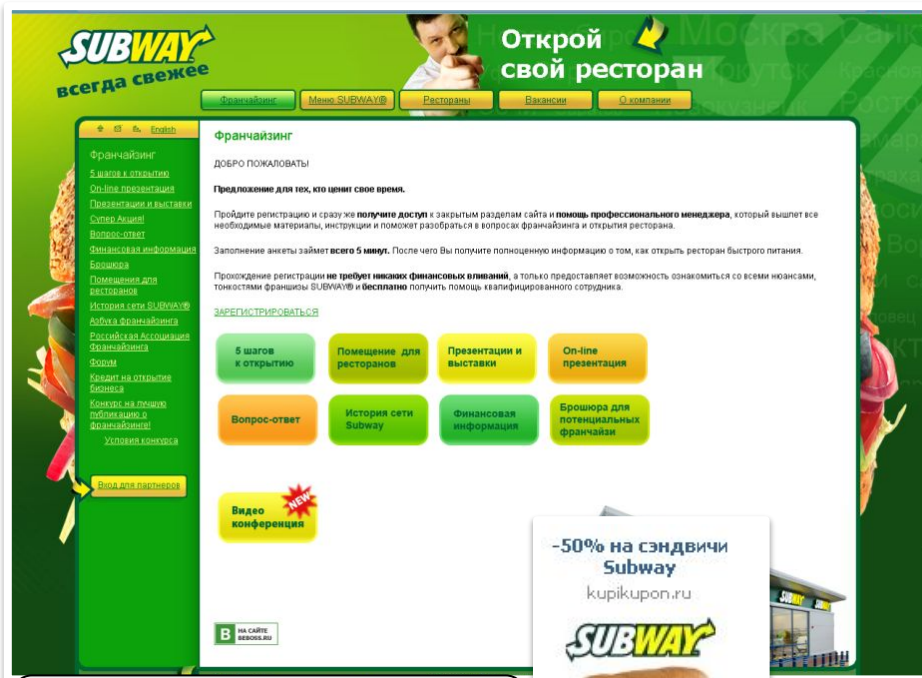 SUBWAY
всегда свежее
Открой
свой ресторан
Москва
Франчайзинг
Меню SUBWAY®
Рестораны
Вакансии
О компании
English
Франчайзинг
5 шагов к открытию
On-line презентация
Презентации и выставки
Супер Акция!
Вопрос-ответ
Финансовая информация
Брошюра
Помещения для
ресторанов
История сети SUBWAY®
Азбука франчайзинга
Российская Ассоциация
Франчайзинга
Форум
Кредит на открытие
бизнеса
Конкурс на лучшую
публикацию о
франчайзинге!
Условия конкурса
Вход для партнеров
Франчайзинг
ДОБРО ПОЖАЛОВАТЬ!
Предложение для тех, кто ценит свое время.
Пройдите регистрацию и сразу же получите доступ к закрытым разделам сайта и помощь профессионального менеджера, который вышлет все
необходимые материалы, инструкции и поможет разобраться в вопросах франчайзинга и открытия ресторана.
Заполнение анкеты займет всего 5 минут. После чего Вы получите полноценную информацию о том, как открыть ресторан быстрого питания.
Прохождение регистрации не требует никаких финансовых вливаний, а только предоставляет возможность ознакомиться со всеми нюансами,
тонкостями франшизы SUBWAY® и бесплатно получить помощь квалифицированного сотрудника.
ЗАРЕГИСТРИРОВАТЬСЯ
5 шагов
к открытию
Помещение для
ресторанов
Презентации и
выставки
On-line
презентация
Вопрос-ответ
История сети
Subway
Финансовая
информация
Брошюра для
потенциальных
франчайзи
Видео
конференция
NEW
B НА САЙТЕ
BEBOSS.RU
-50% на сэндвичи
Subway
kupikupon.ru
SUBWAY
SUBWAY